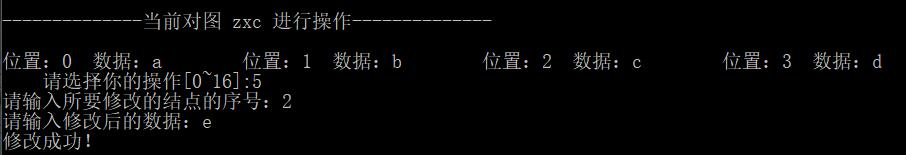 --------------当前对图 zxc 进行操作--------------
位置：0 数据：a 位置：1 数据：b 位置：2 数据：c 位置：3 数据：d
请选择你的操作[0~16]:5
请输入所要修改的结点的序号：2
请输入修改后的数据：e
修改成功！